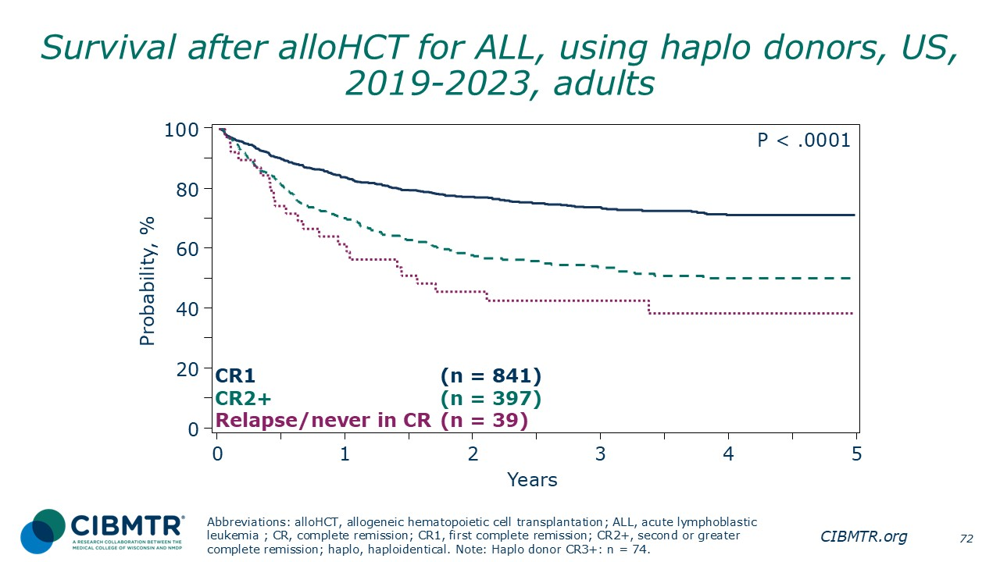 Survival after alloHCT for ALL, using haplo donors, US,
2019-2023, adults
P < .0001
Probability, %
100
80
60
40
20
0
CR1 (n = 841)
CR2+ (n = 397)
Relapse/never in CR (n = 39)
0 1 2 3 4 5
Years
CIBMTR®
A RESEARCH COLLABORATION BETWEEN THE
MEDICAL COLLEGE OF WISCONSIN AND NMDP
Abbreviations: alloHCT, allogeneic hematopoietic cell transplantation; ALL, acute lymphoblastic
leukemia ; CR, complete remission; CR1, first complete remission; CR2+, second or greater
complete remission; haplo, haploidentical. Note: Haplo donor CR3+: n = 74.
CIBMTR.org
72